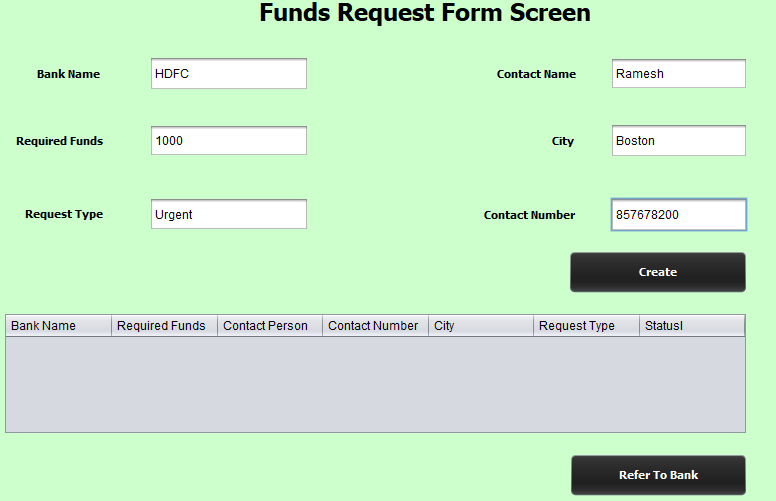 Funds Request Form Screen
Bank Name HDFC Contact Name Ramesh
Required Funds 1000 City Boston
Request Type Urgent Contact Number 857678200
Create
Bank Name Required Funds Contact Person Contact Number City Request Type StatusI
Refer To Bank